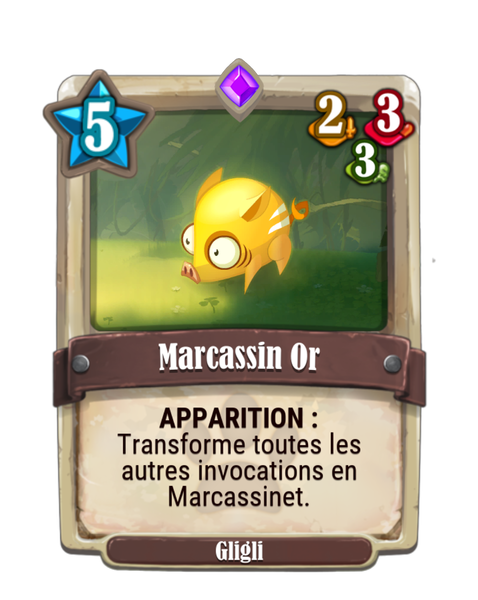 5
2
3
3
Marcassin Or
APPARITION :
Transforme toutes les
autres invocations en
Marcassinet.
Gligli